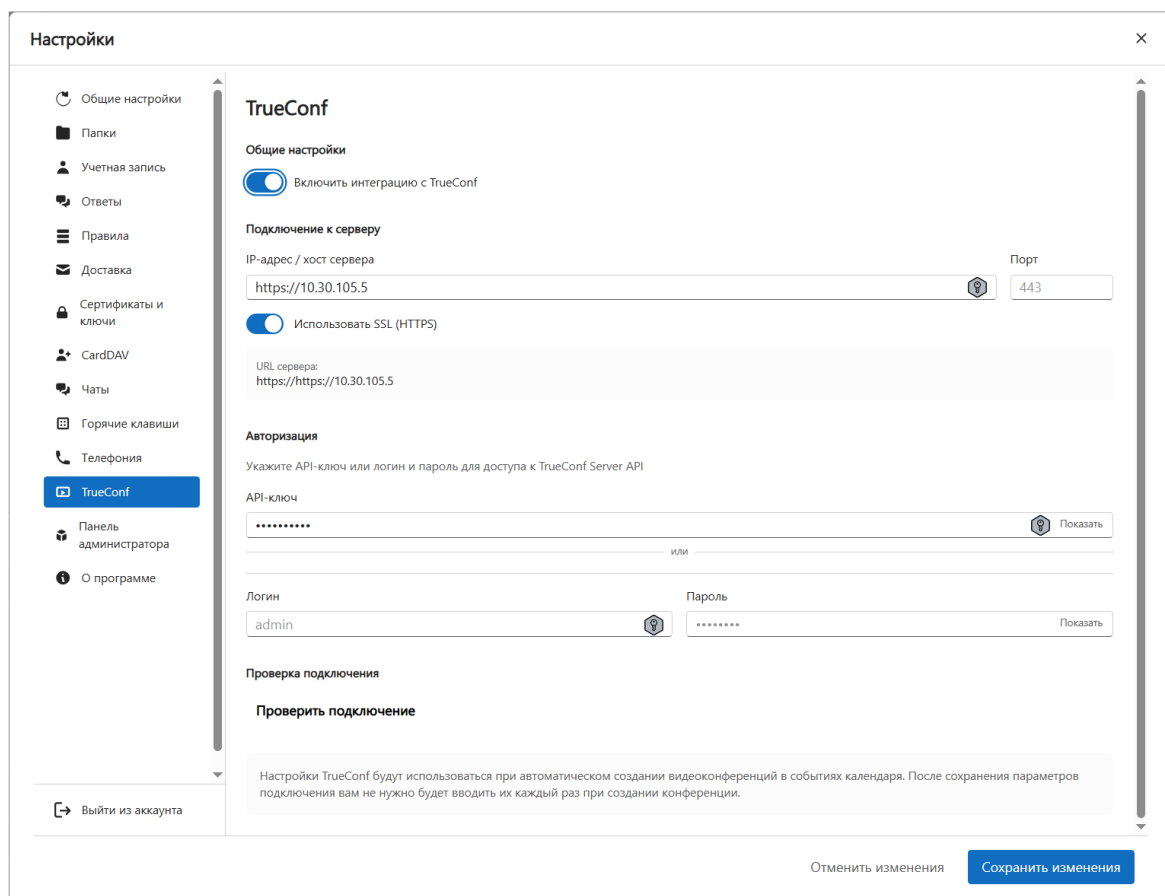 Настройки
Общие настройки
Папки
Учетная запись
Ответы
Правила
Доставка
Сертификаты и
ключи
CardDAV
Чаты
Горячие клавиши
Телефония
TrueConf
Панель
администратора
О программе
Выйти из аккаунта
TrueConf
Общие настройки
Включить интеграцию с TrueConf
Подключение к серверу
IP-адрес / хост сервера
Порт
https://10.30.105.5
443
Использовать SSL (HTTPS)
URL сервера:
https://https://10.30.105.5
Авторизация
Укажите API-ключ или логин и пароль для доступа к TrueConf Server API
API-ключ
••••••••••
Показать
или
Логин
Пароль
admin
••••••••
Показать
Проверка подключения
Проверить подключение
Настройки TrueConf будут использоваться при автоматическом создании видеоконференций в событиях календаря. После сохранения параметров
подключения вам не нужно будет вводить их каждый раз при создании конференции.
Отменить изменения
Сохранить изменения